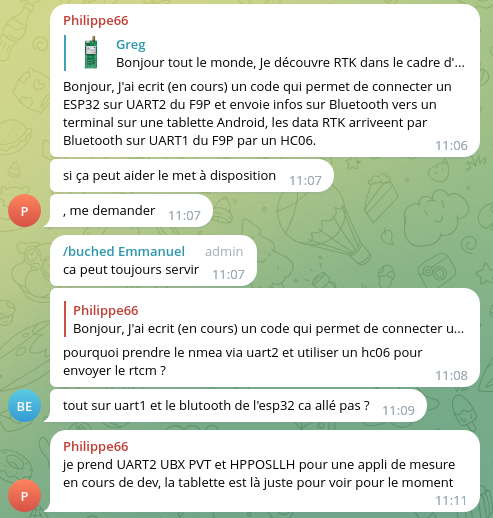 Philippe66
Greg
Bonjour tout le monde, Je découvre RTK dans le cadre d'...
Bonjour, J'ai ecrit (en cours) un code qui permet de connecter un
ESP32 sur UART2 du F9P et envoie infos sur Bluetooth vers un
terminal sur une tablette Android, les data RTK arriveent par
Bluetooth sur UART1 du F9P par un HC06.
11:06
si ça peut aider le met à disposition 11:07
P
, me demander 11:07
/buched Emmanuel admin
ca peut toujours servir 11:07
Philippe66
Bonjour, J'ai ecrit (en cours) un code qui permet de connecter u...
pourquoi prendre le nmea via uart2 et utiliser un hc06 pour
envoyer le rtcm ?
11:08
BE
tout sur uart1 et le blutooth de l'esp32 ca allé pas ? 11:09
Philippe66
je prend UART2 UBX PVT et HPPOSLLH pour une appli de mesure
en cours de dev, la tablette est là juste pour voir pour le moment
P
11:11